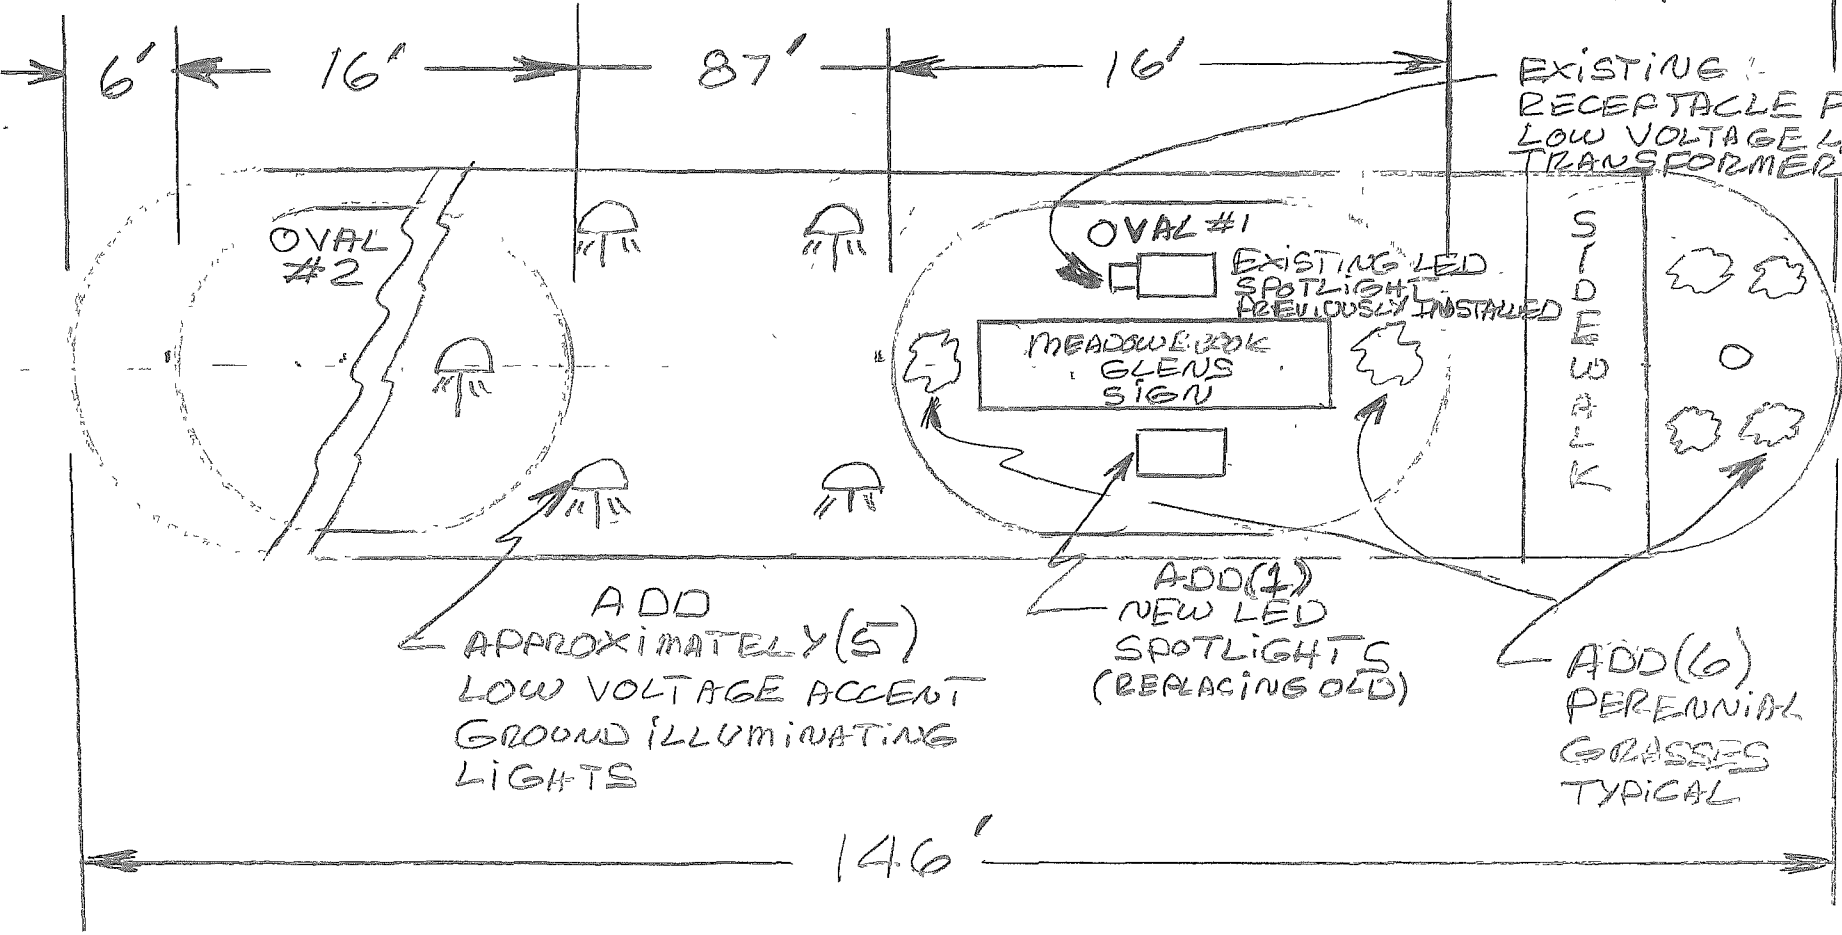 6' 16' 87' 16'
EXISTING
RECEPTACLE
LOW VOLTAGE
TRANSFORMER
OVAL
#2
OVAL #1
EXISTING LED
SPOTLIGHT
PREVIOUSLY INSTALLED
MEADOWBROOK
GLENS
SIGN
SIDEWALK
ADD
APPROXIMATELY (5)
LOW VOLTAGE ACCENT
GROUND ILLUMINATING
LIGHTS
ADD (1)
NEW LED
SPOTLIGHTS
(REPLACING OLD)
ADD (6)
PERENNIAL
GRASSES
TYPICAL
146'